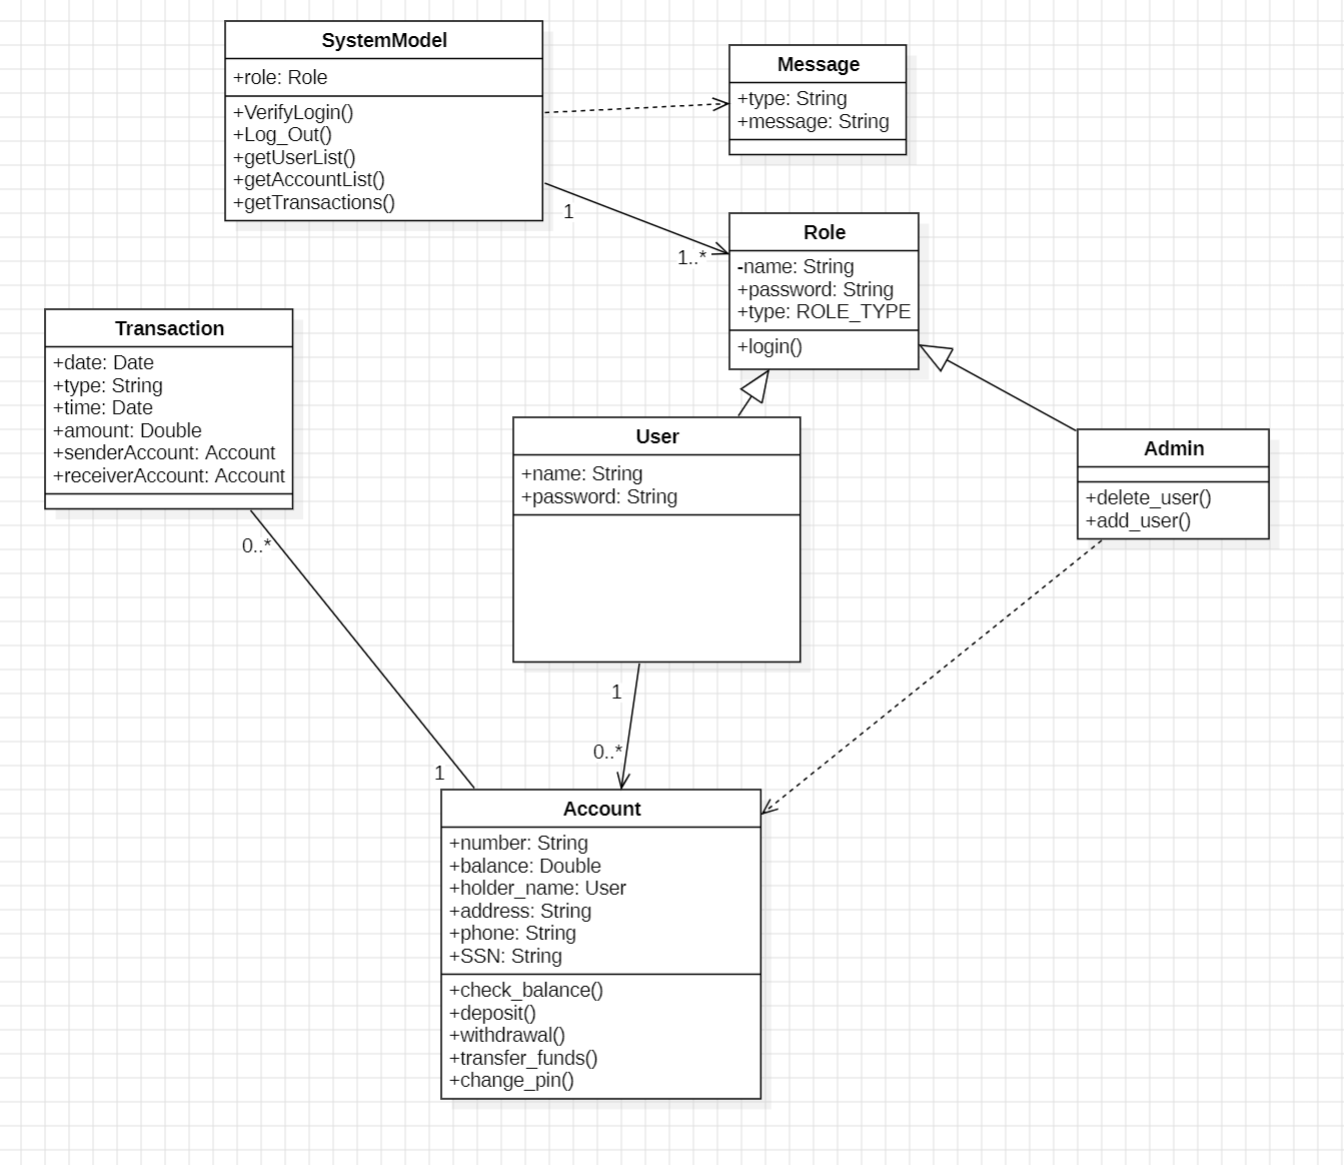 SystemModel
+role: Role
+VerifyLogin()
+Log_Out()
+getUserList()
+getAccountList()
+getTransactions()
Message
+type: String
+message: String
1
1..*
Role
-name: String
+password: String
+type: ROLE_TYPE
+login()
Transaction
+date: Date
+type: String
+time: Date
+amount: Double
+senderAccount: Account
+receiverAccount: Account
User
+name: String
+password: String
Admin
+delete_user()
+add_user()
0..*
1
1
0..*
Account
+number: String
+balance: Double
+holder_name: User
+address: String
+phone: String
+SSN: String
+check_balance()
+deposit()
+withdrawal()
+transfer_funds()
+change_pin()